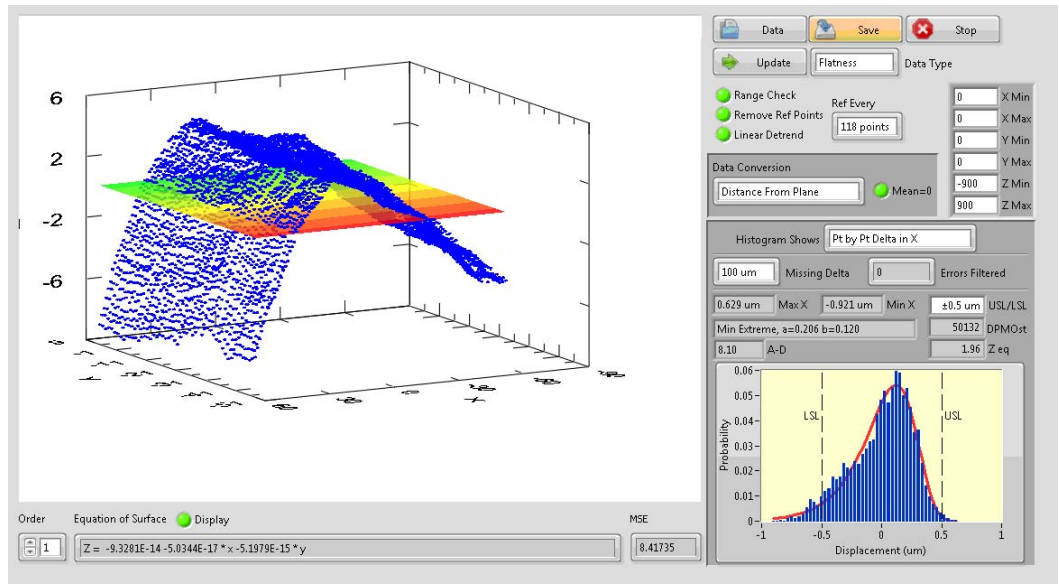 Data Save Stop
Update Flatness Data Type
Range Check
Remove Ref Points
Linear Detrend
Ref Every
118 points
0 X Min
0 X Max
0 Y Min
0 Y Max
-900 Z Min
900 Z Max
Data Conversion
Distance From Plane Mean=0
Histogram Shows Pt by Pt Delta in X
100 um Missing Delta 0 Errors Filtered
0.629 um Max X -0.921 um Min X ±0.5 um USL/LSL
Min Extreme, a=0.206 b=0.120 50132 DPMOst
8.10 A-D 1.96 Z eq
6
2
-2
-6
Y
X
0.06
0.05
0.04
0.03
0.02
0.01
0
Probability
LSL
USL
-1 -0.5 0 0.5 1
Displacement (um)
Order Equation of Surface Display MSE
1 Z = -9.3281E-14 -5.0344E-17 * x -5.1979E-15 * y 8.41735